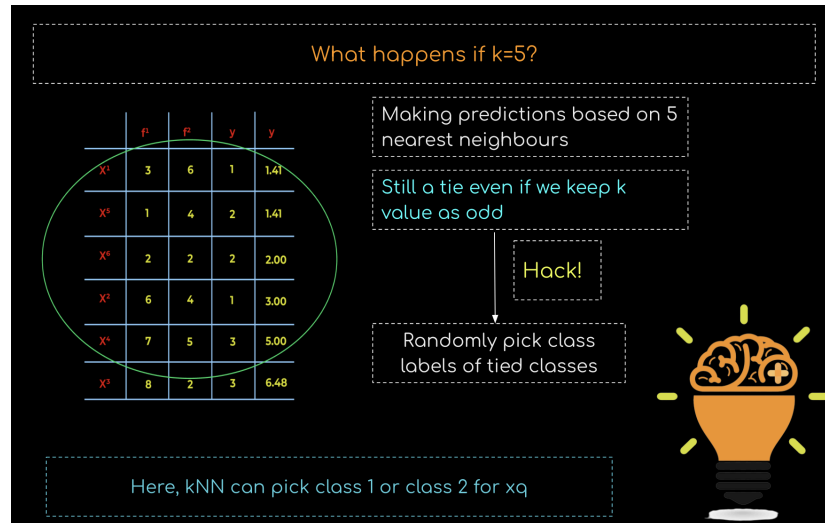 What happens if k=5?
f¹ f² y y
X¹ 3 6 1 1.41
X⁵ 1 4 2 1.41
X⁶ 2 2 2 2.00
X² 6 4 1 3.00
X⁴ 7 5 3 5.00
X³ 8 2 3 6.48
Making predictions based on 5
nearest neighbours
Still a tie even if we keep k
value as odd
Hack!
Randomly pick class
labels of tied classes
Here, kNN can pick class 1 or class 2 for xq